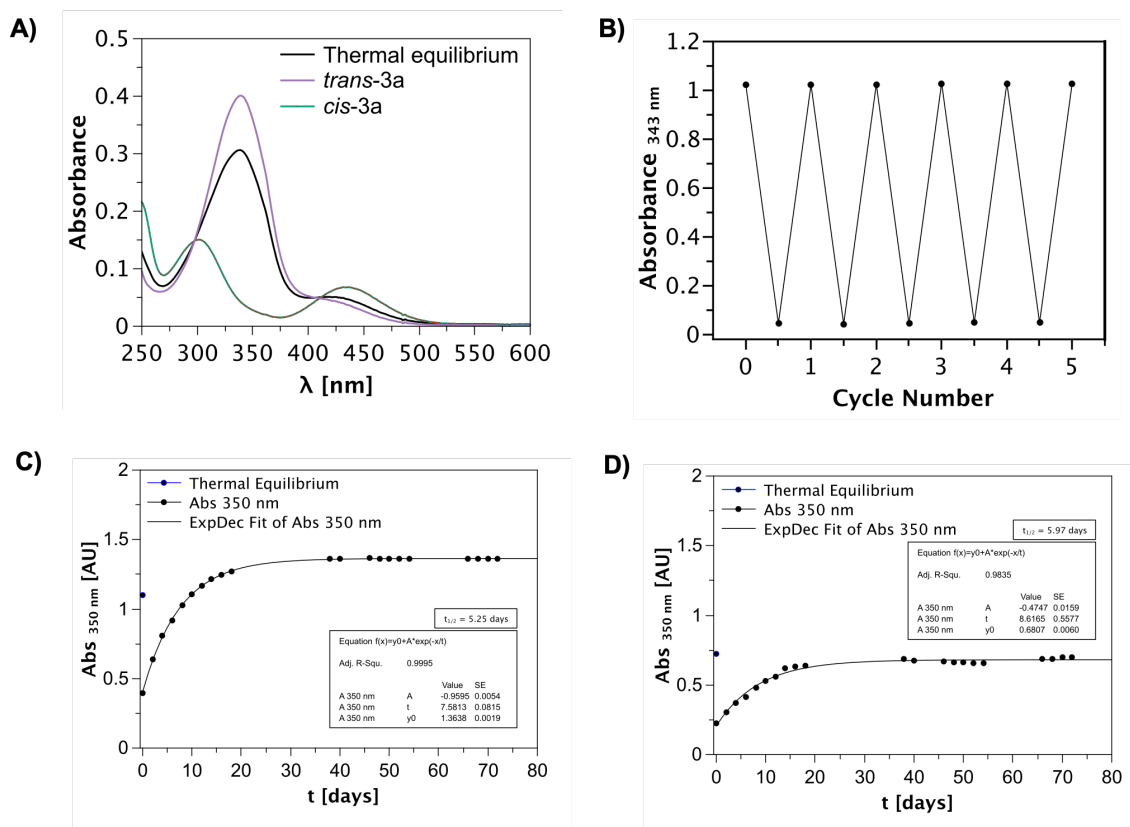 A)
0.5
0.4
0.3
0.2
0.1
0
Absorbance
Thermal equilibrium
trans-3a
cis-3a
250 300 350 400 450 500 550 600
λ [nm]
B)
1.2
1
0.8
0.6
0.4
0.2
0
Absorbance 343 nm
0 1 2 3 4 5
Cycle Number
C)
2
1.5
1
0.5
0
Abs 350 nm [AU]
Thermal Equilibrium
Abs 350 nm
ExpDec Fit of Abs 350 nm
t1/2 = 5.25 days
Equation f(x)=y0+A*exp(-x/t)
Adj. R-Squ. 0.9995
Value SE
A 350 nm A -0.9595 0.0054
A 350 nm t 7.5813 0.0815
A 350 nm y0 1.3638 0.0019
0 10 20 30 40 50 60 70 80
t [days]
D)
2
1.5
1
0.5
0
Abs 350 nm [AU]
Thermal Equilibrium
Abs 350 nm
ExpDec Fit of Abs 350 nm
t1/2 = 5.97 days
Equation f(x)=y0+A*exp(-x/t)
Adj. R-Squ. 0.9835
Value SE
A 350 nm A -0.4747 0.0159
A 350 nm t 8.6165 0.5577
A 350 nm y0 0.6807 0.0060
0 10 20 30 40 50 60 70 80
t [days]